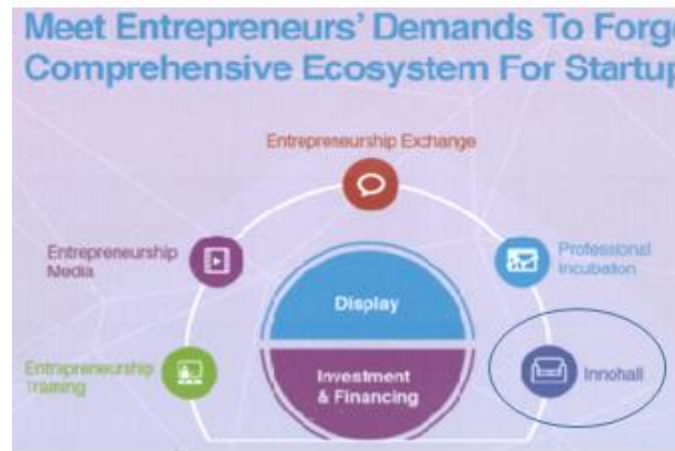 Meet Entrepreneurs' Demands To Forge
Comprehensive Ecosystem For Startup
Entrepreneurship Exchange
Entrepreneurship
Media
Professional
Incubation
Display
Entrepreneurship
Training
Investment
& Financing
Innohall